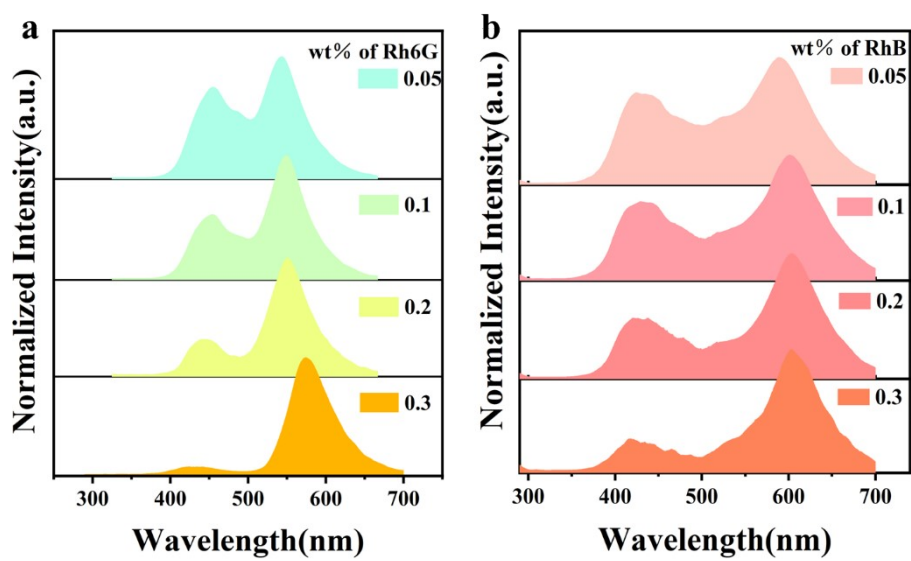 a
wt% of Rh6G
0.05
0.1
0.2
0.3
Normalized Intensity(a.u.)
300 400 500 600 700
Wavelength(nm)
b
wt% of RhB
0.05
0.1
0.2
0.3
Normalized Intensity(a.u.)
300 400 500 600 700
Wavelength(nm)